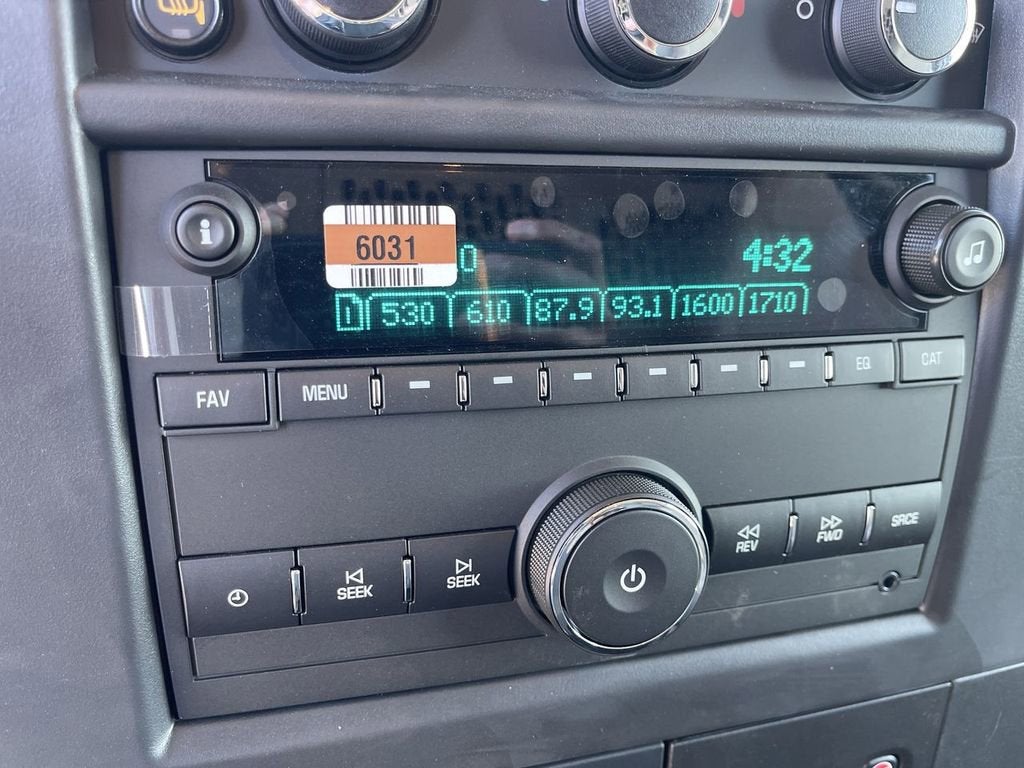 6031
0 4:32
1 530 610 87.9 93.1 1600 1710
FAV MENU EQ CAT
SEEK SEEK REV FWD SRCE